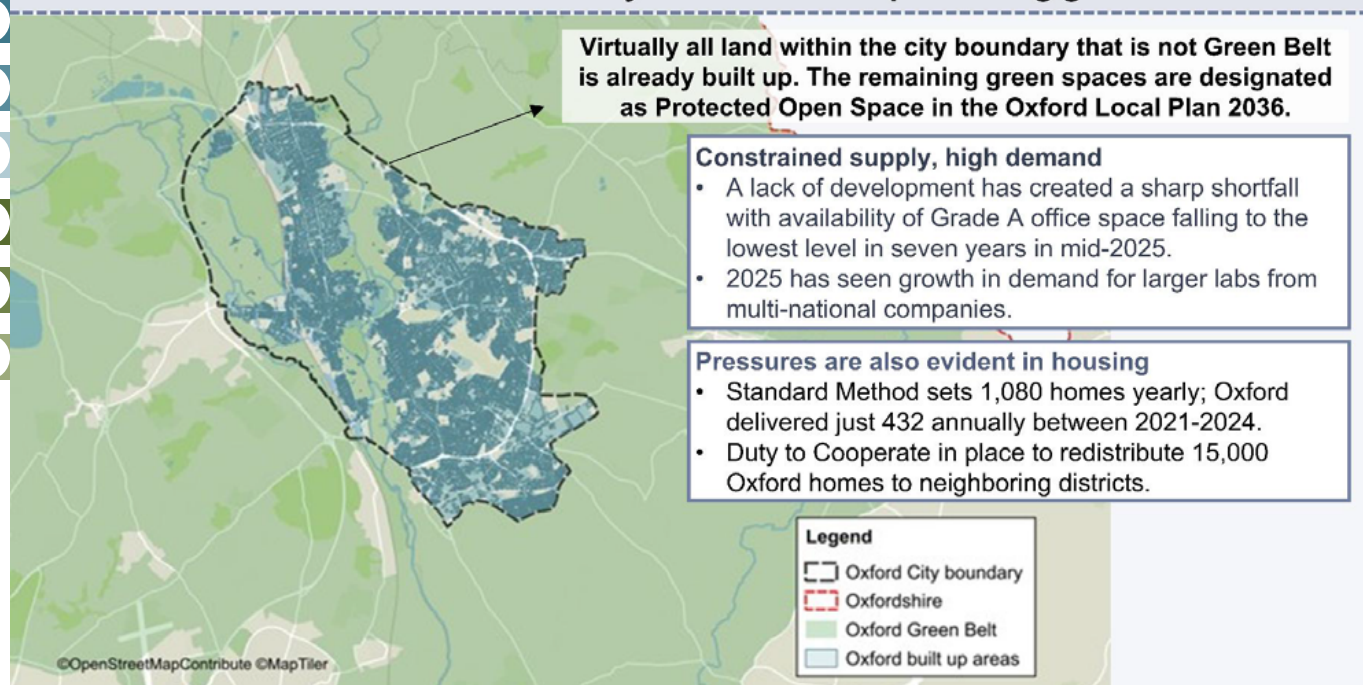 Virtually all land within the city boundary that is not Green Belt
is already built up. The remaining green spaces are designated
as Protected Open Space in the Oxford Local Plan 2036.
Constrained supply, high demand
• A lack of development has created a sharp shortfall
with availability of Grade A office space falling to the
lowest level in seven years in mid-2025.
• 2025 has seen growth in demand for larger labs from
multi-national companies.
Pressures are also evident in housing
• Standard Method sets 1,080 homes yearly; Oxford
delivered just 432 annually between 2021-2024.
• Duty to Cooperate in place to redistribute 15,000
Oxford homes to neighboring districts.
Legend
Oxford City boundary
Oxfordshire
Oxford Green Belt
Oxford built up areas
©OpenStreetMapContribute ©MapTiler